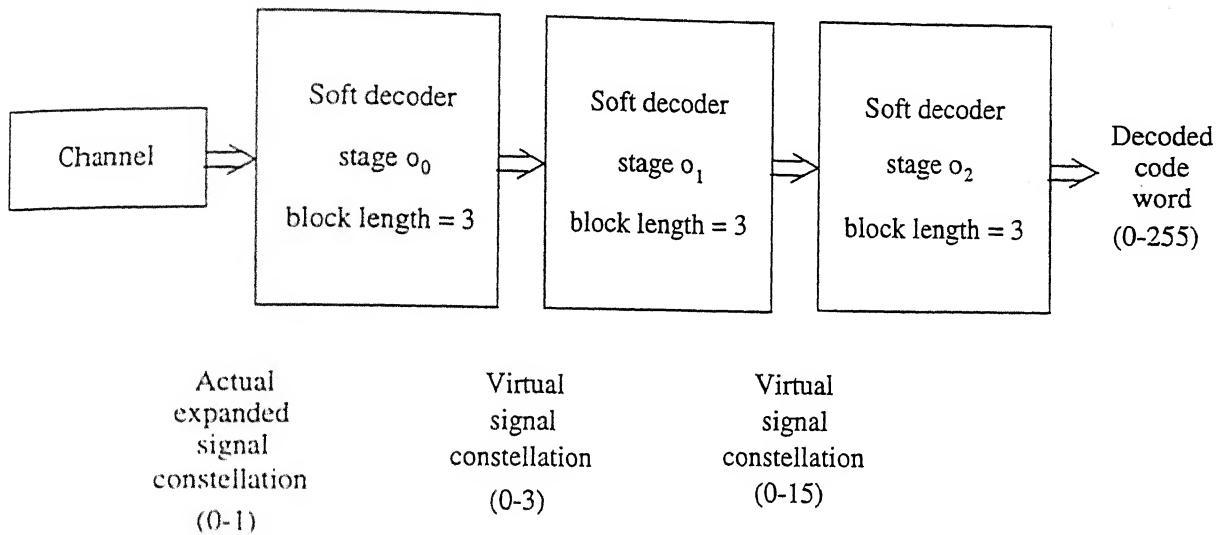 Channel
Soft decoder
stage o₀
block length = 3
Soft decoder
stage o₁
block length = 3
Soft decoder
stage o₂
block length = 3
Decoded
code
word
(0-255)
Actual
expanded
signal
constellation
(0-1)
Virtual
signal
constellation
(0-3)
Virtual
signal
constellation
(0-15)